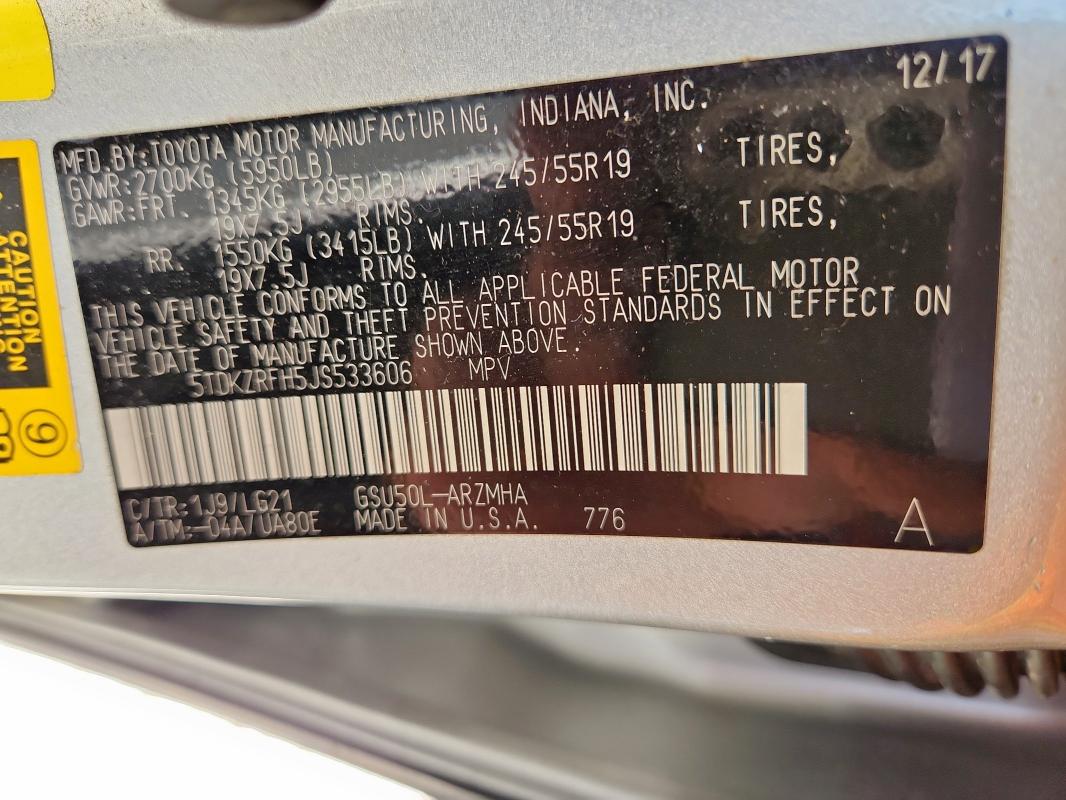 12/17
MFD.BY:TOYOTA MOTOR MANUFACTURING, INDIANA, INC.
GVWR:2700KG (5950LB)
GAWR:FRT. 1345KG (2955LB) WITH 245/55R19 TIRES,
19X7.5J RIMS.
RR. 1550KG (3415LB) WITH 245/55R19 TIRES,
19X7.5J RIMS.
THIS VEHICLE CONFORMS TO ALL APPLICABLE FEDERAL MOTOR
VEHICLE SAFETY AND THEFT PREVENTION STANDARDS IN EFFECT ON
THE DATE OF MANUFACTURE SHOWN ABOVE.
5TDKZRFH5JS533606 MPV
C/TR:1J9/LG21 GSU50L-ARZMHA
A/TM:-04A/UA80E MADE IN U.S.A. 776
A
CAUTION
ATTENTION
9